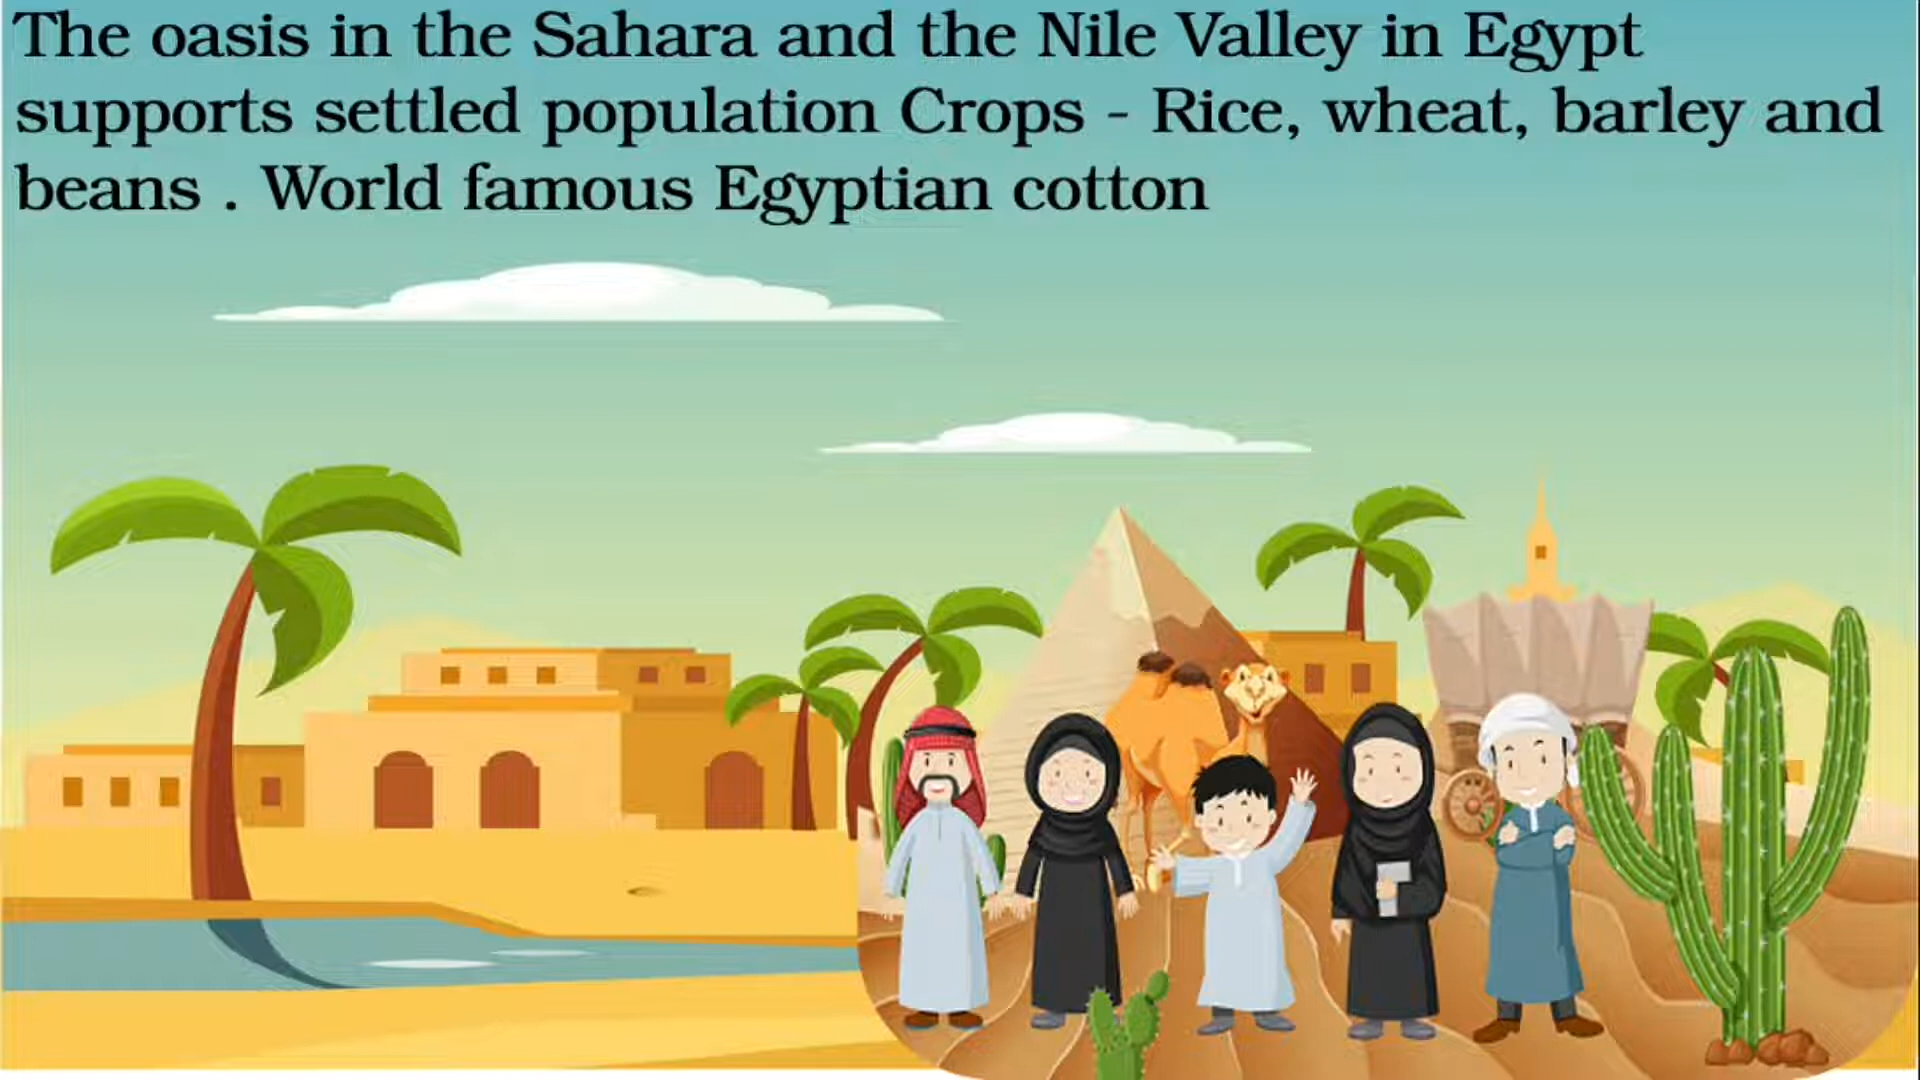 The oasis in the Sahara and the Nile Valley in Egypt
supports settled population Crops - Rice, wheat, barley and
beans . World famous Egyptian cotton